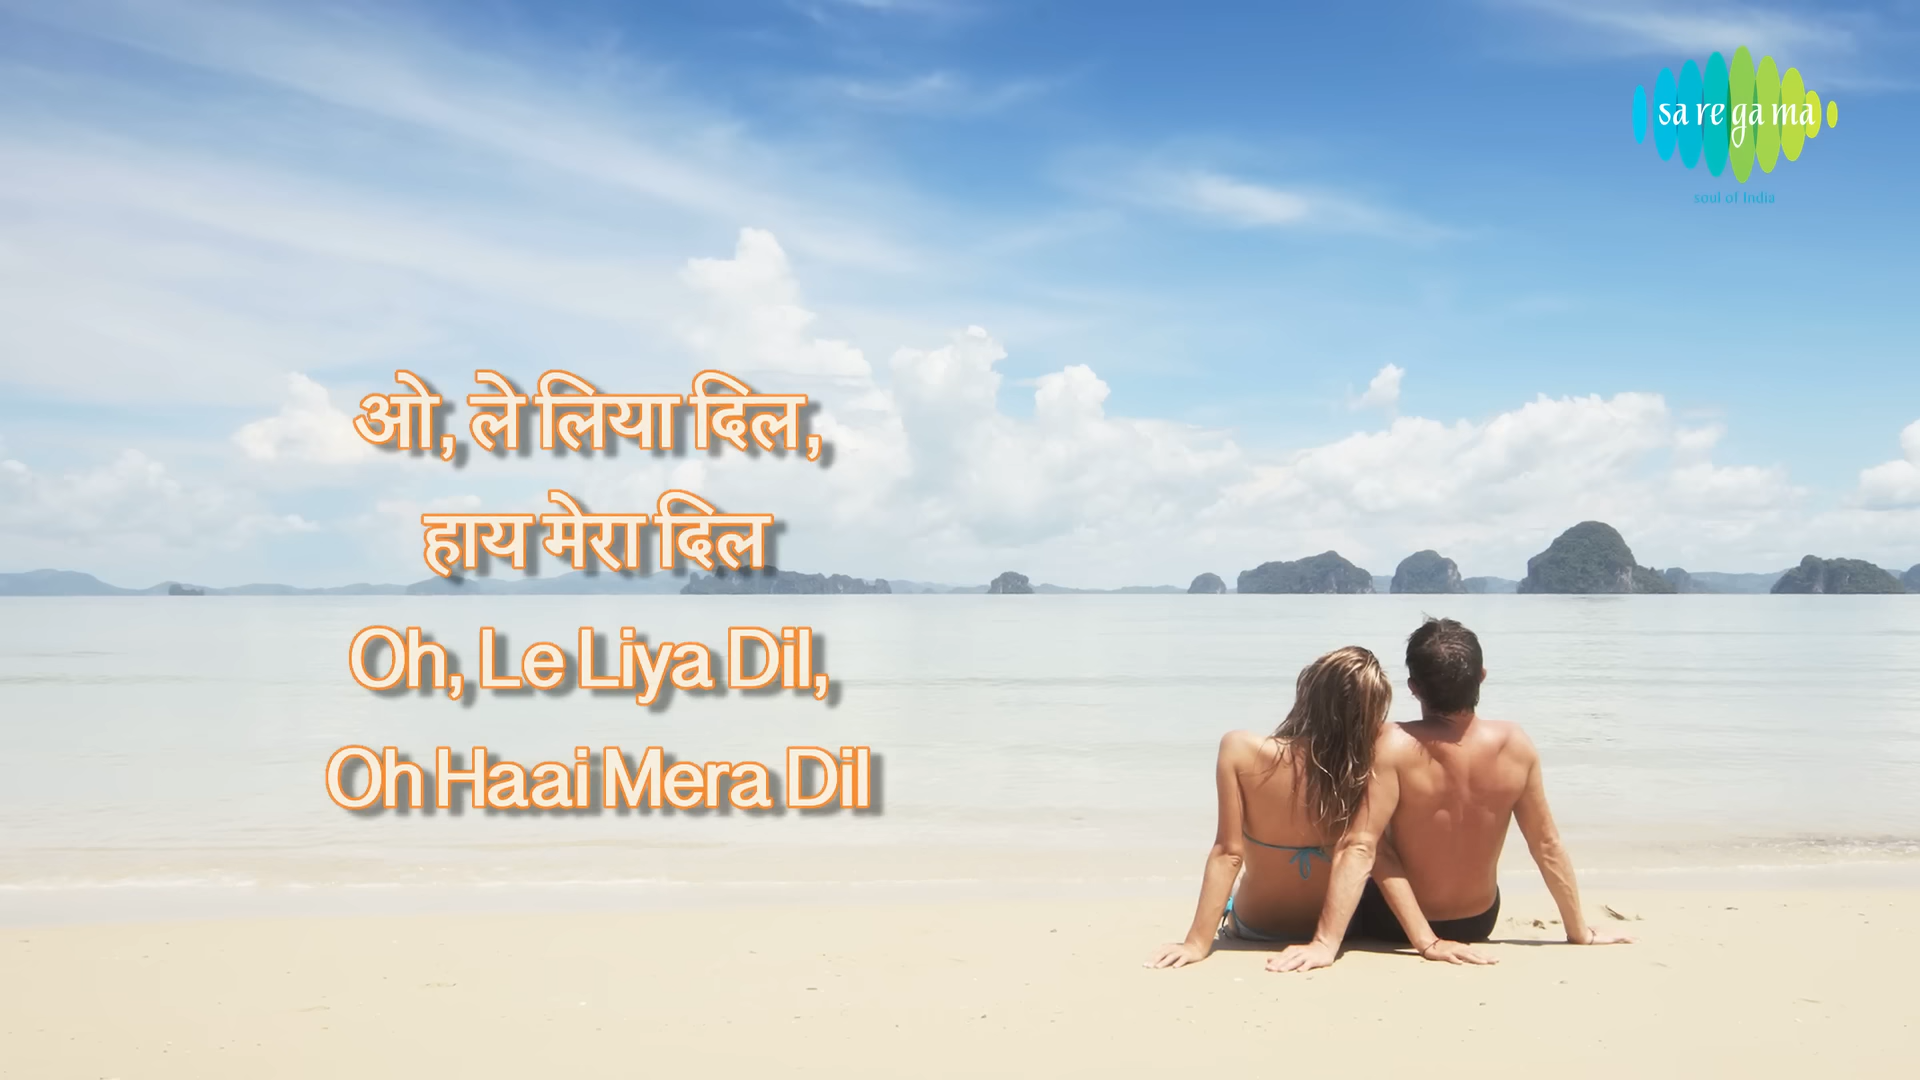 ओ, ले लिया दिल,
हाय मेरा दिल
Oh, Le Liya Dil,
Oh Haai Mera Dil
sa re ga ma
soul of India